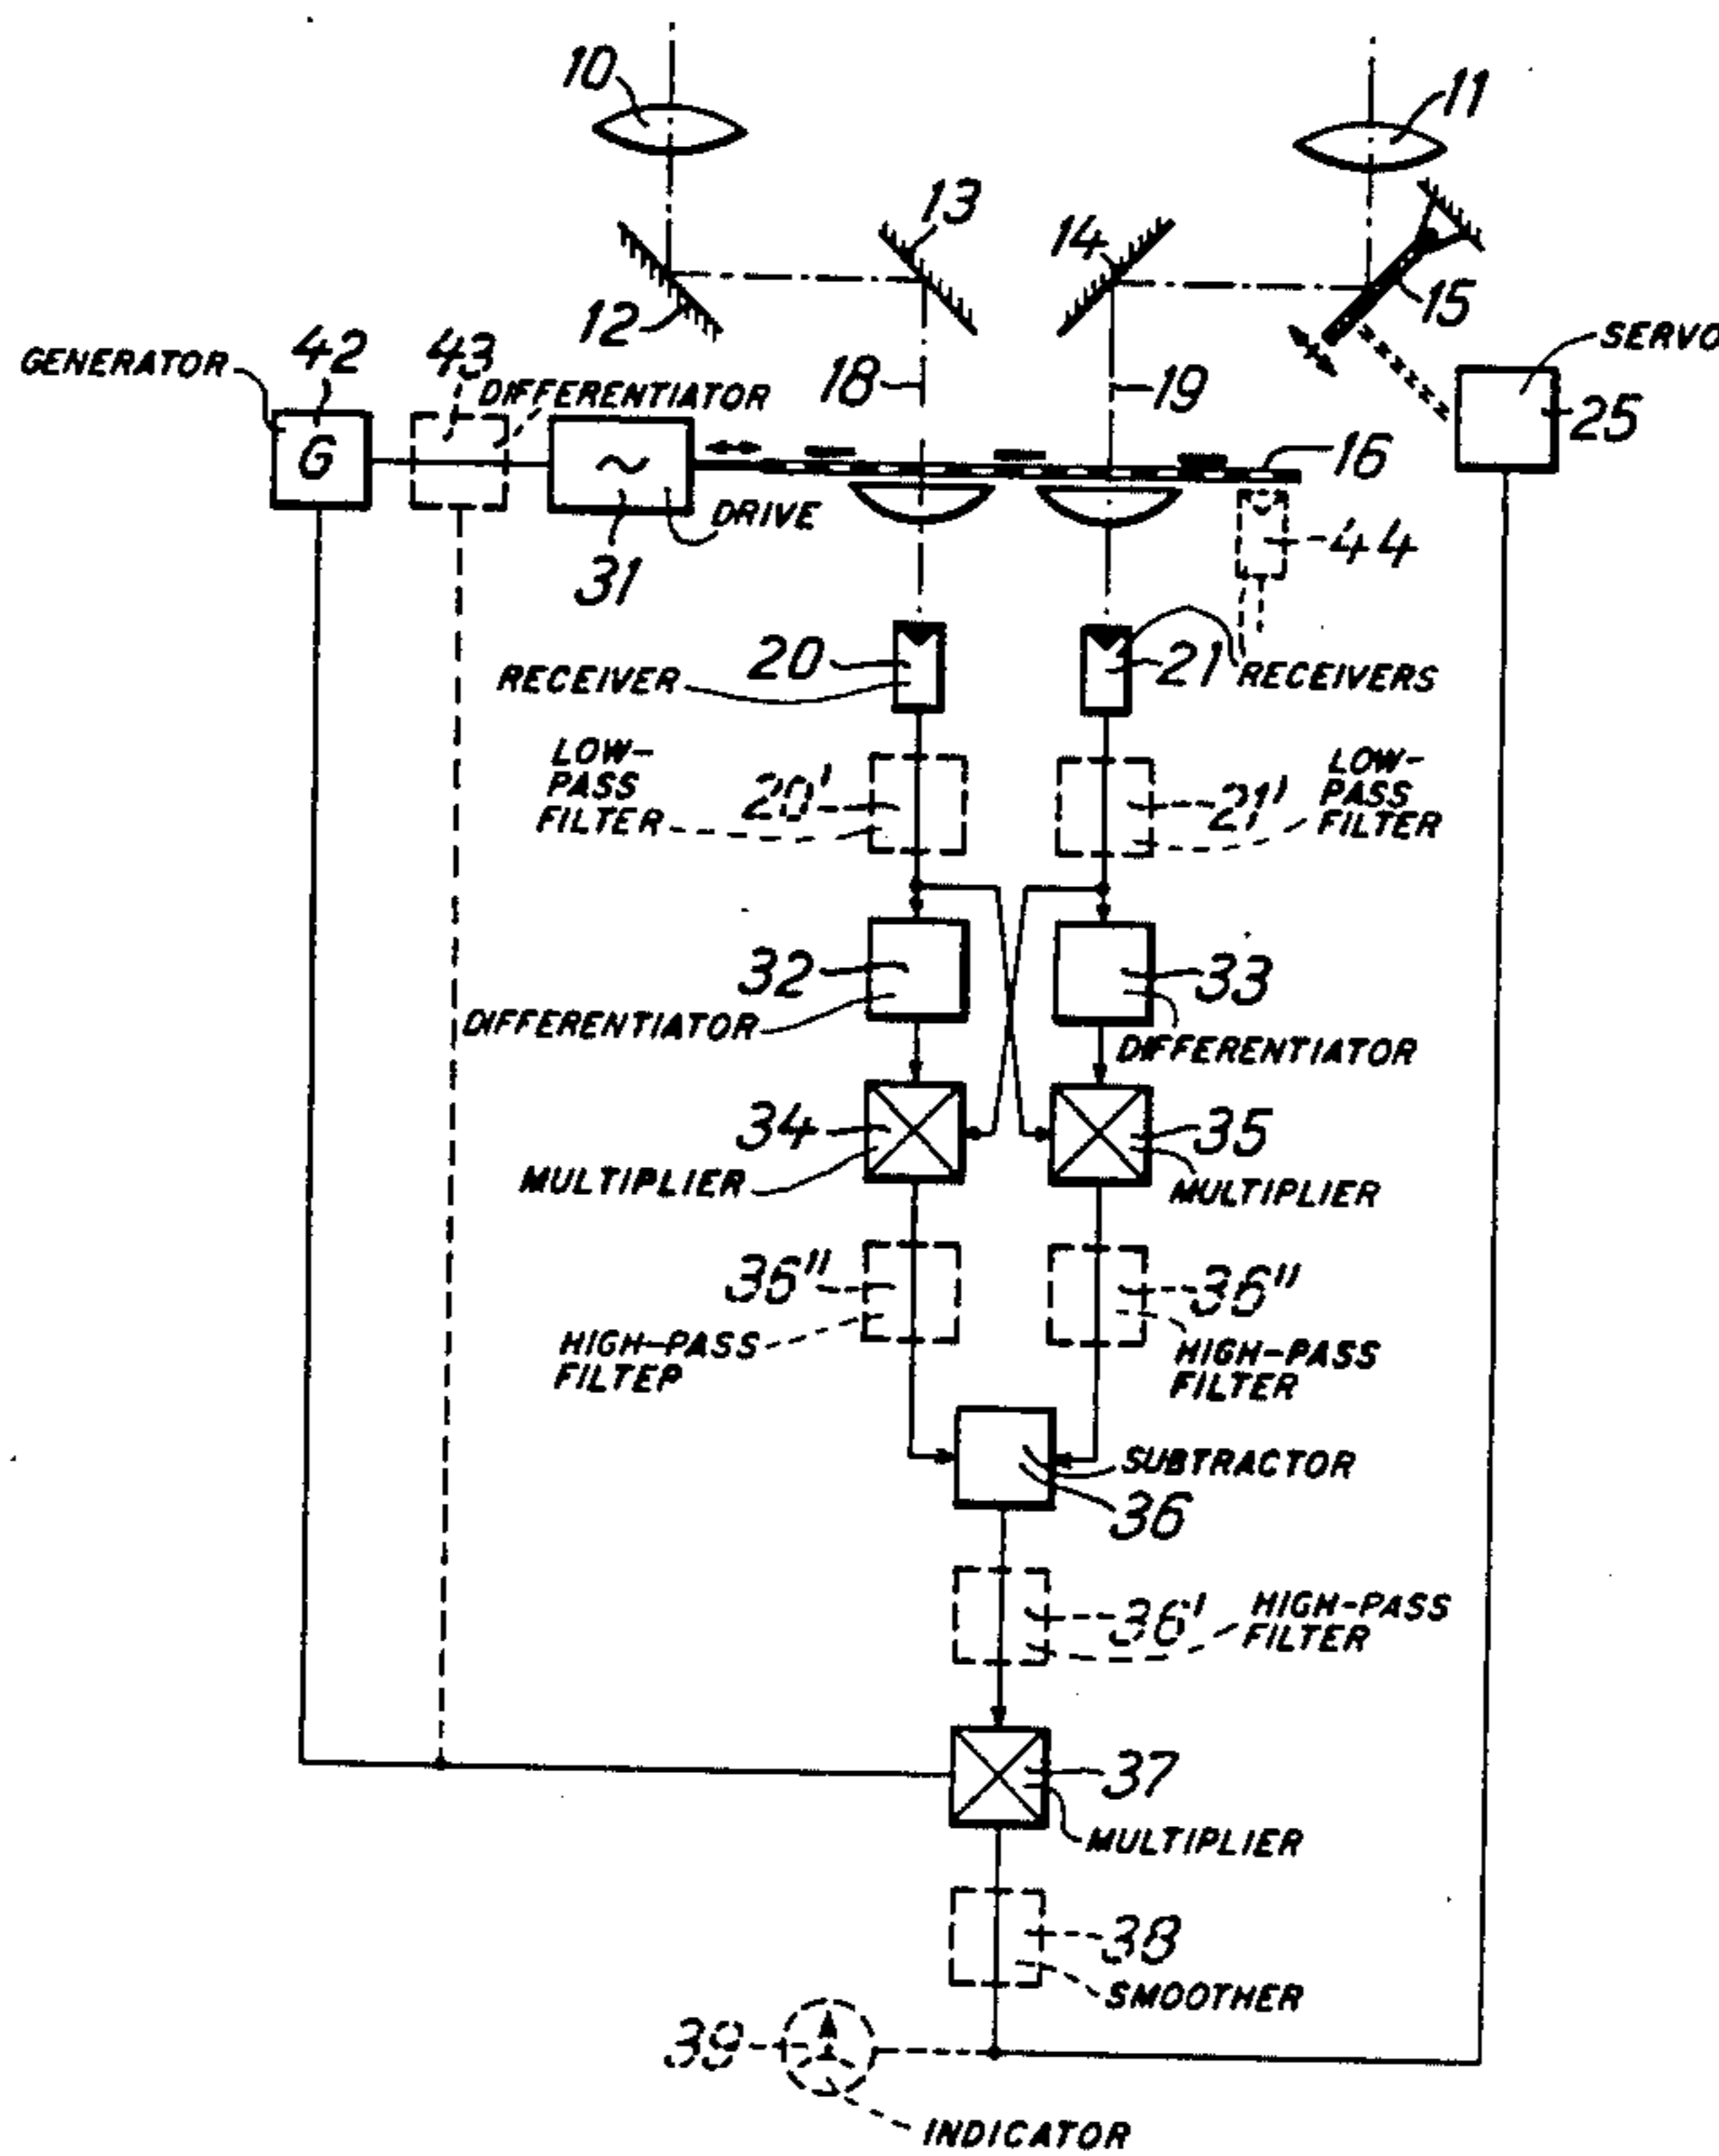 10
11
13
14
12
15
SERVO
GENERATOR
42
43
DIFFERENTIATOR
18
19
25
G
~
16
DRIVE
31
44
20
21
RECEIVER
RECEIVERS
LOW-
PASS
FILTER
20'
21'
LOW-
PASS
FILTER
32
33
DIFFERENTIATOR
DIFFERENTIATOR
34
35
MULTIPLIER
MULTIPLIER
36"
36"
HIGH-PASS
FILTEP
HIGH-PASS
FILTER
SUBTRACTOR
36
36'
HIGH-PASS
FILTER
37
MULTIPLIER
38
SMOOTHER
39
INDICATOR